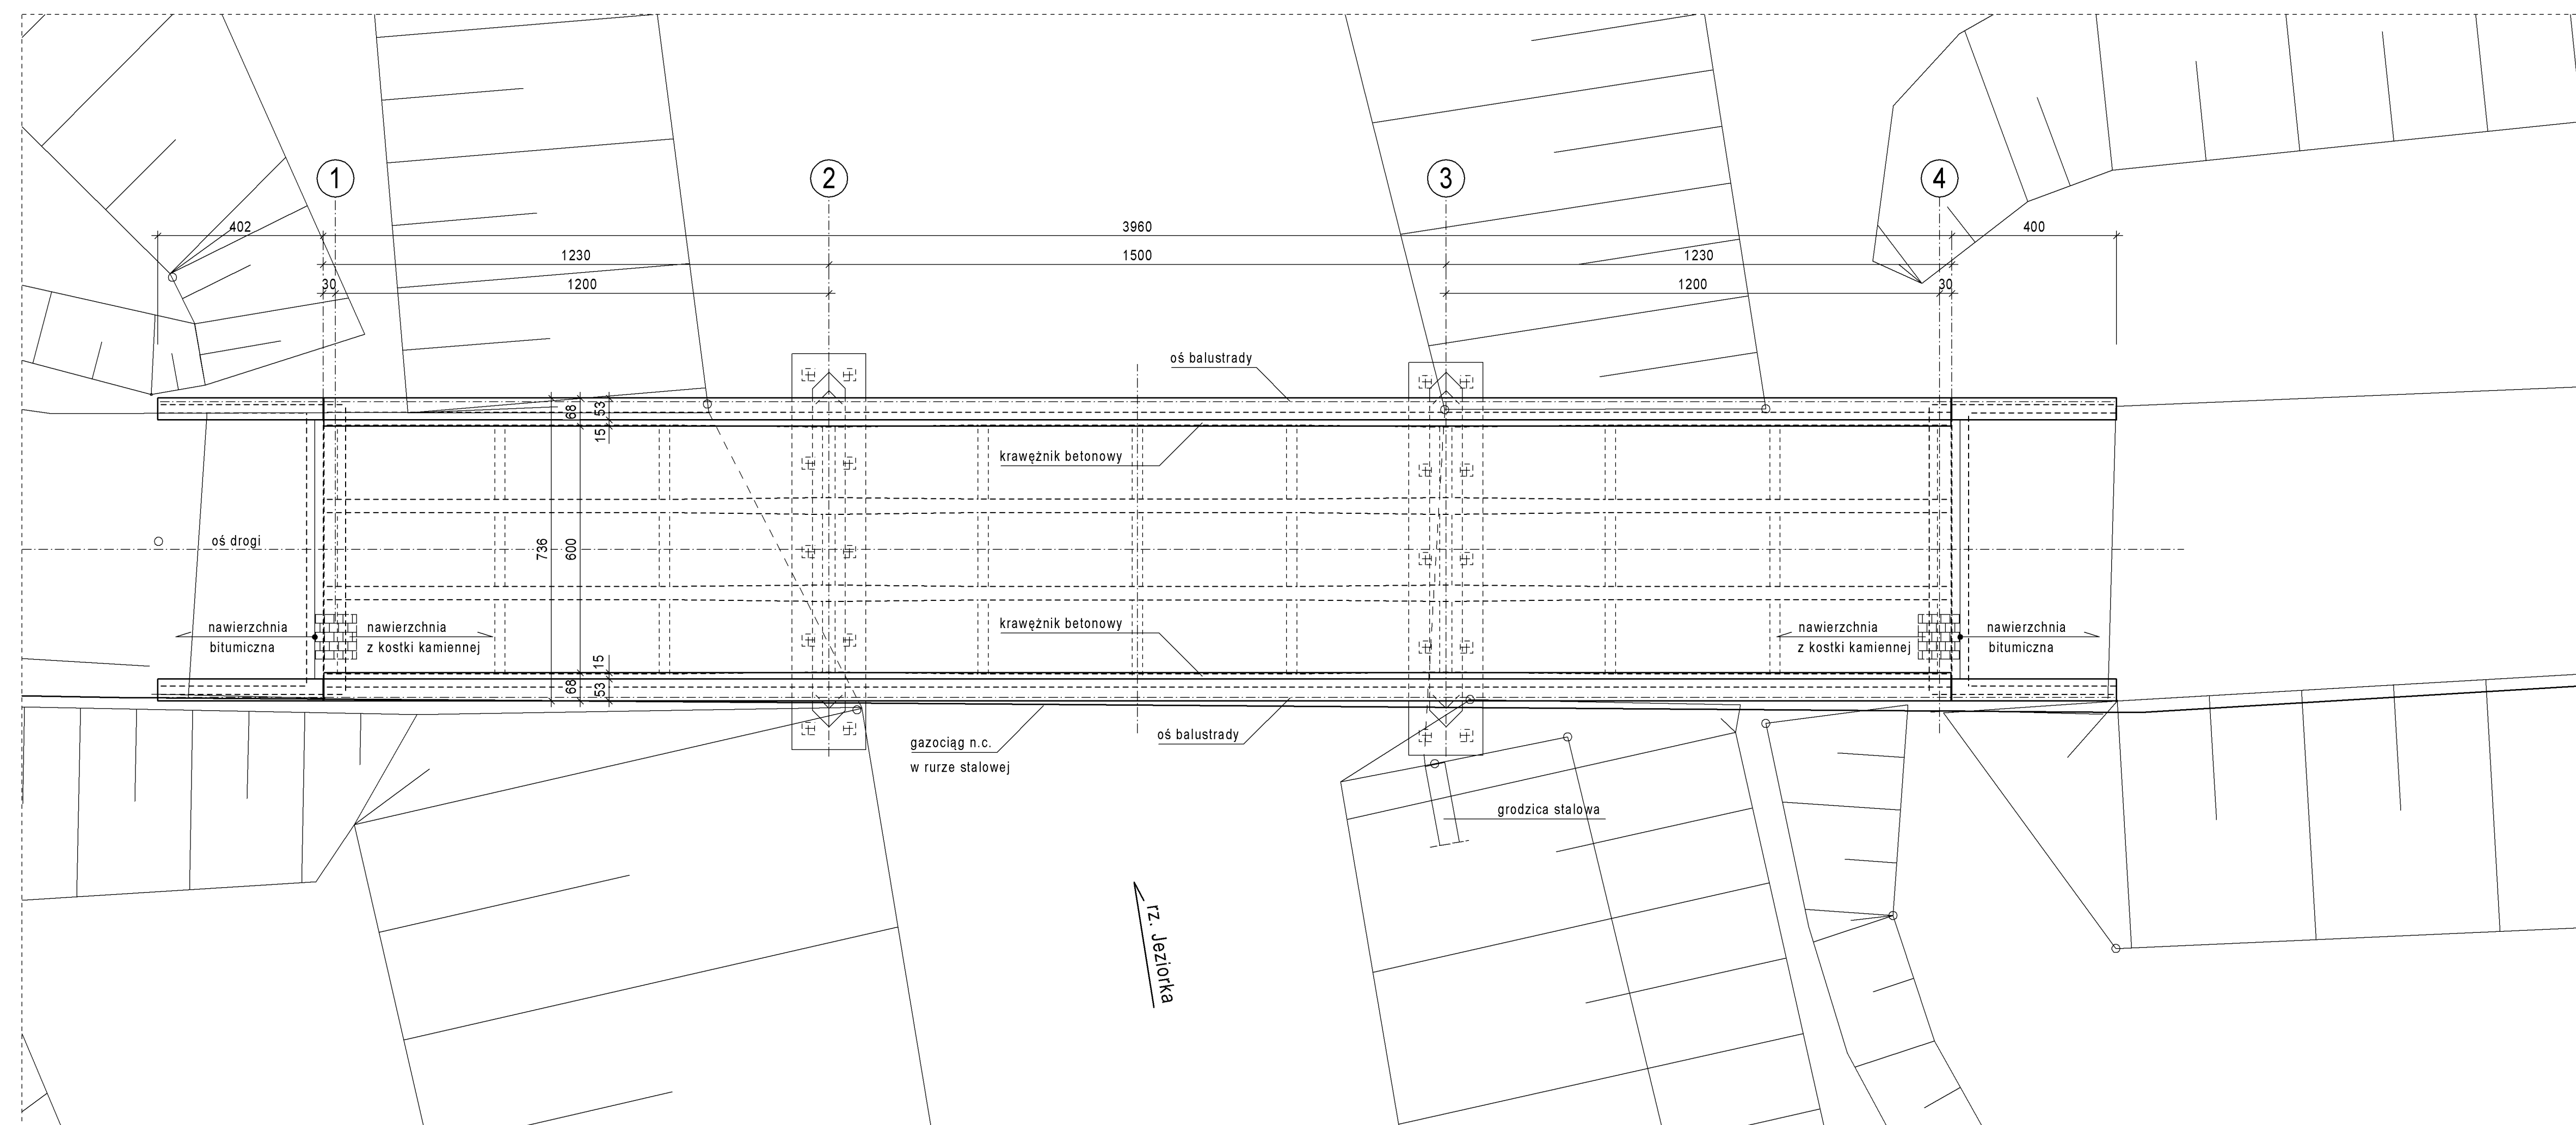 1
2
3
4
402
3960
400
1230
1500
1230
30
1200
1200
30
oś balustrady
68
53
15
krawężnik betonowy
oś drogi
736
600
krawężnik betonowy
nawierzchnia
bitumiczna
nawierzchnia
z kostki kamiennej
nawierzchnia
z kostki kamiennej
nawierzchnia
bitumiczna
15
68
53
gazociąg n.c.
w rurze stalowej
oś balustrady
grodzica stalowa
rz. Jeziorka